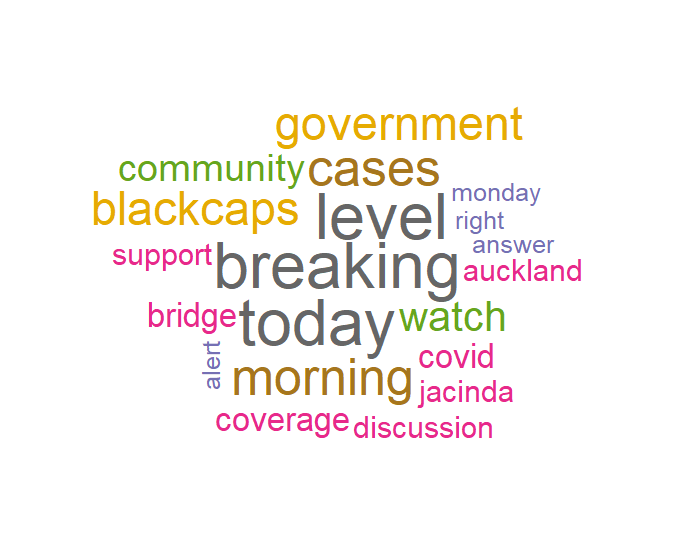 government
community cases
blackcaps level monday
right
answer
support breaking auckland
bridge today watch
alert morning covid
jacinda
coverage discussion